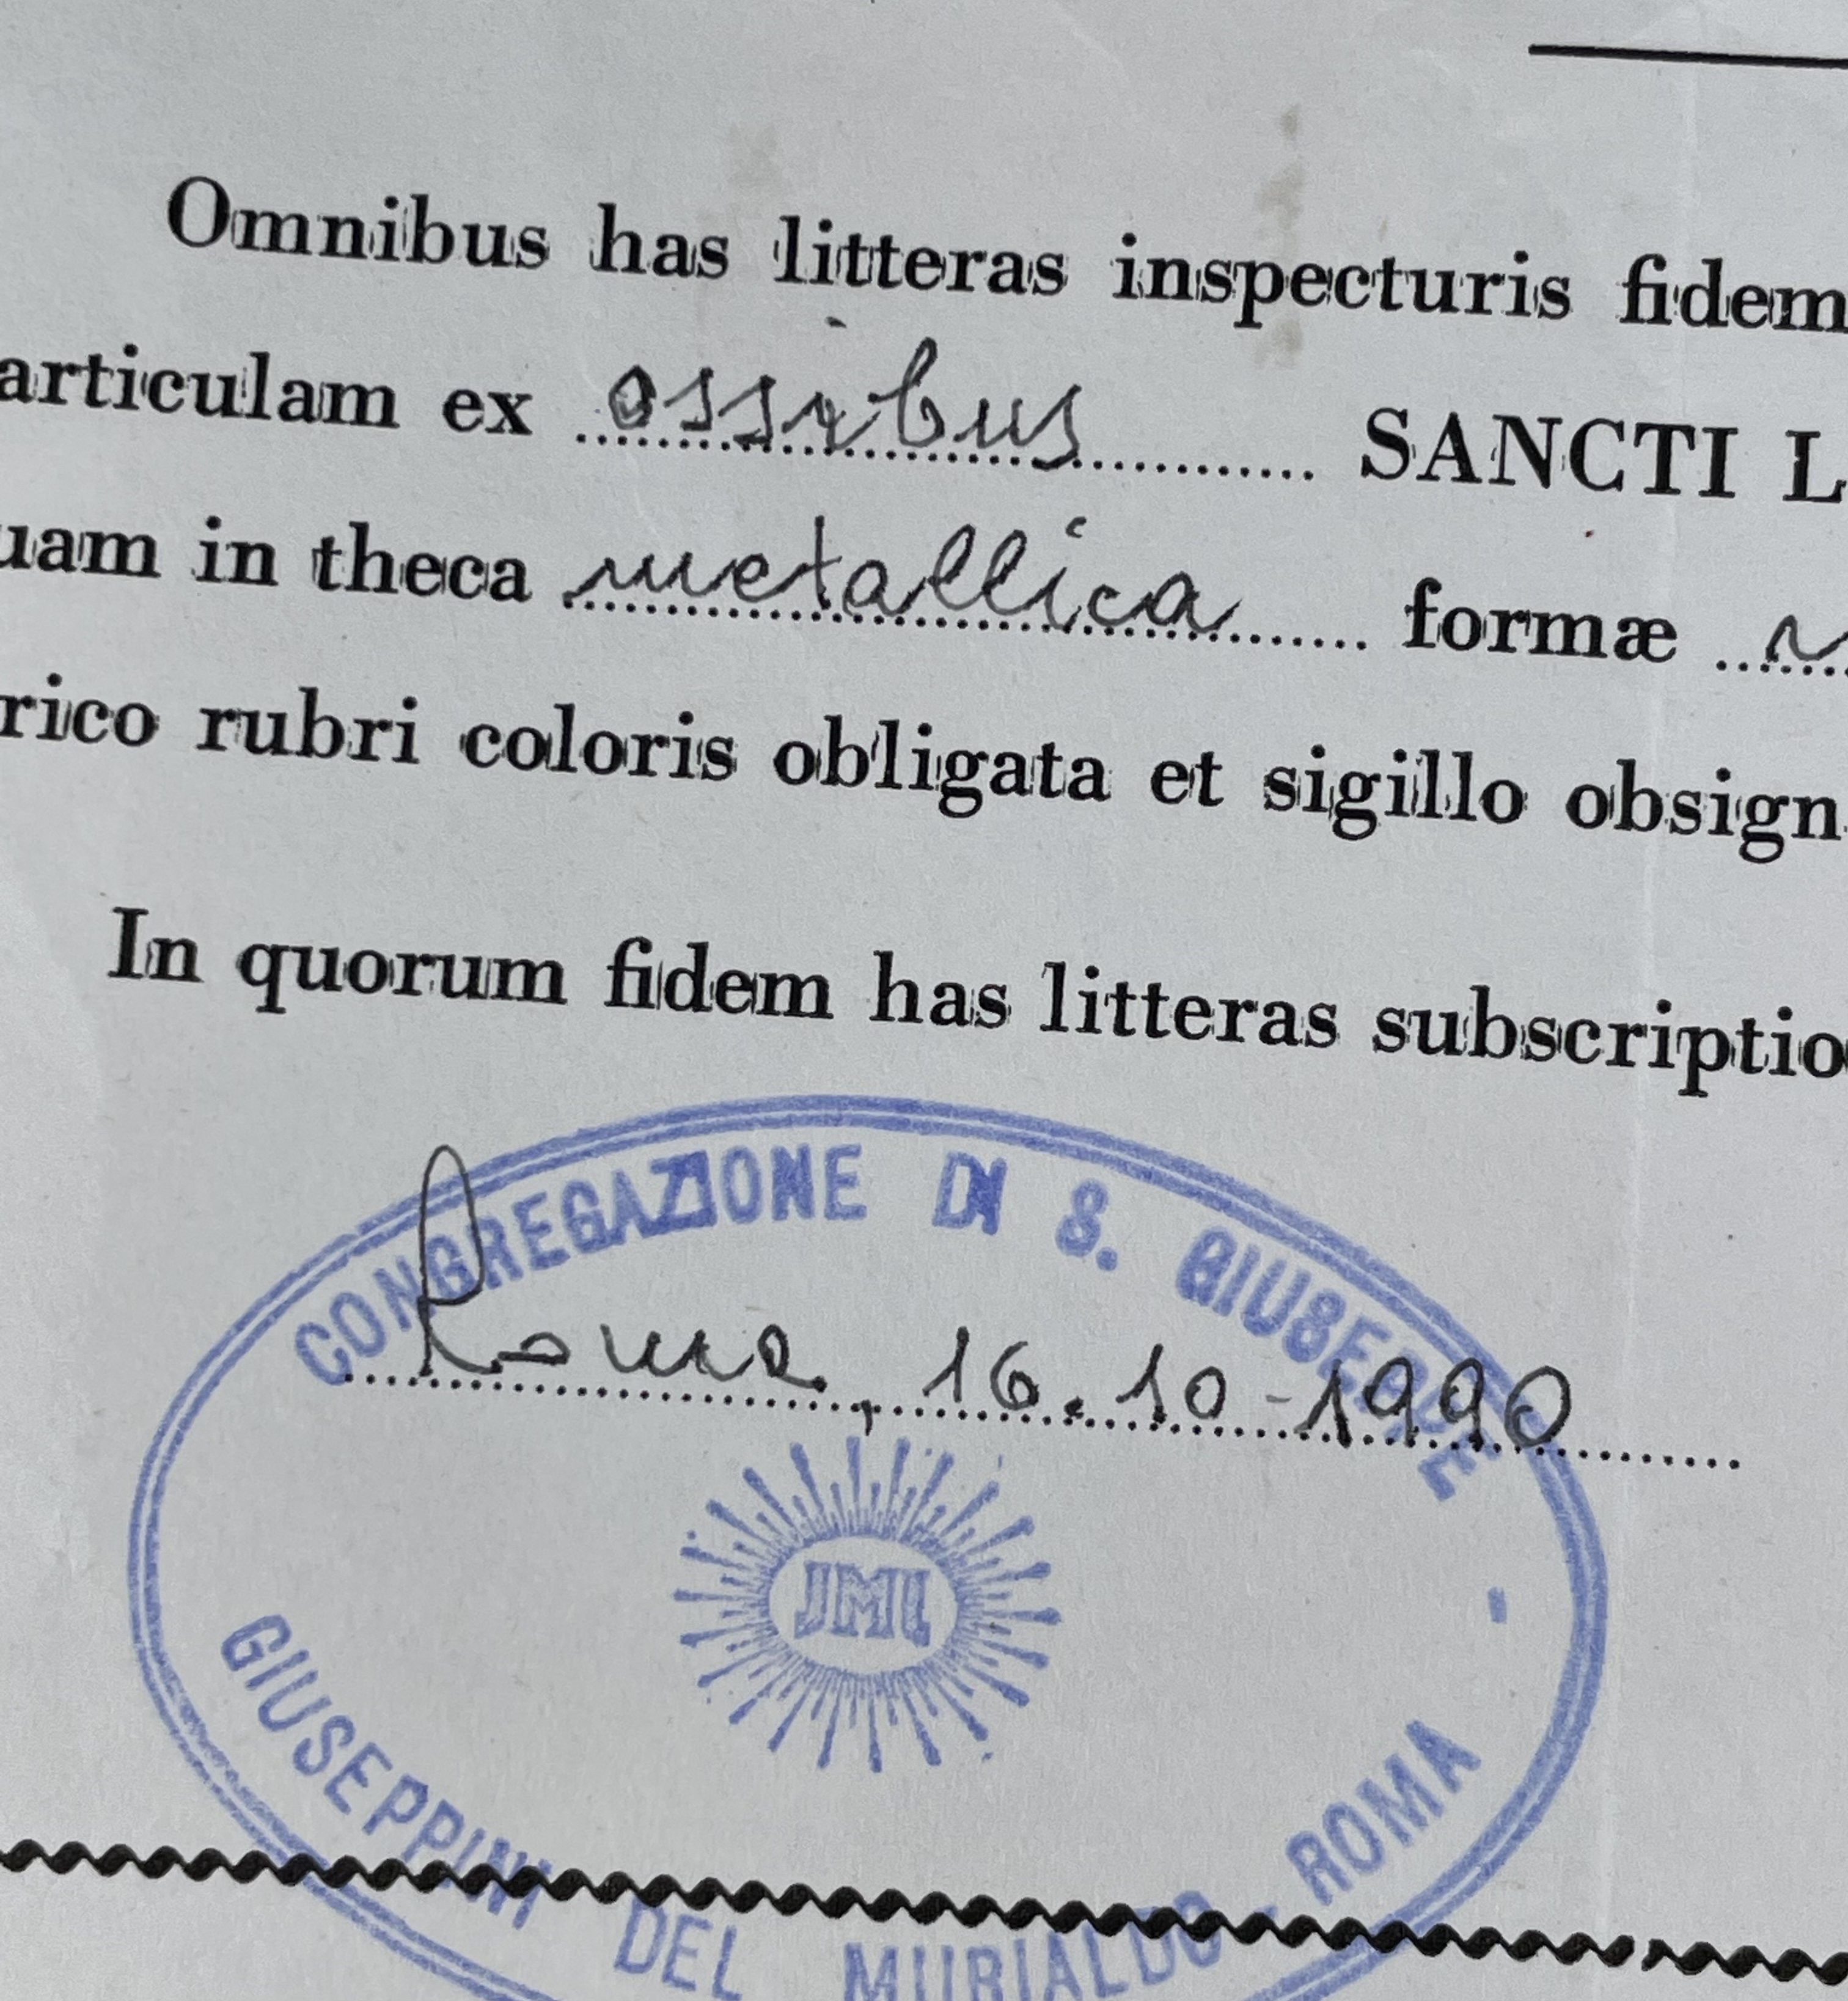 Omnibus has litteras inspecturis fidem
articulam ex ossibus SANCTI L
uam in theca metallica formæ
rico rubri coloris obligata et sigillo obsign
In quorum fidem has litteras subscriptio
CONGREGAZIONE DI S. GIUSEPPE
Roma, 16.10-1990
JMJ
GIUSEPPINI DEL MURIALDO - ROMA